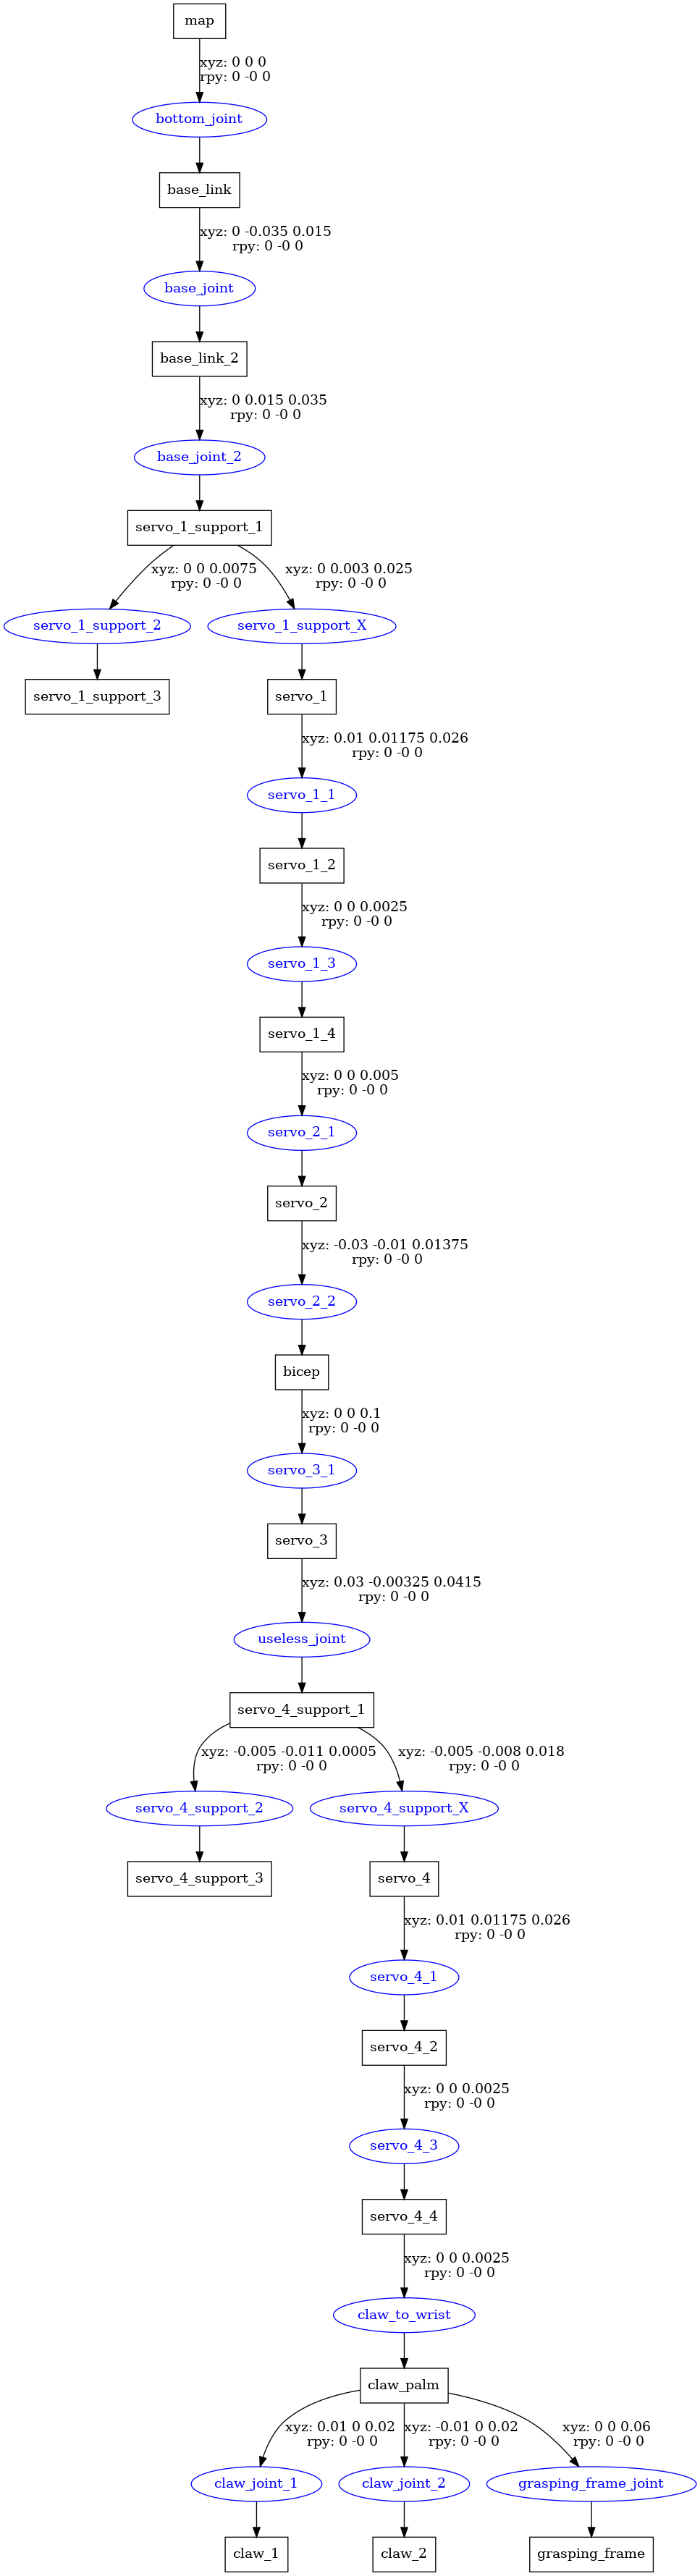 map
xyz: 0 0 0
rpy: 0 -0 0
bottom_joint
base_link
xyz: 0 -0.035 0.015
rpy: 0 -0 0
base_joint
base_link_2
xyz: 0 0.015 0.035
rpy: 0 -0 0
base_joint_2
servo_1_support_1
xyz: 0 0 0.0075
rpy: 0 -0 0
xyz: 0 0.003 0.025
rpy: 0 -0 0
servo_1_support_2
servo_1_support_X
servo_1_support_3
servo_1
xyz: 0.01 0.01175 0.026
rpy: 0 -0 0
servo_1_1
servo_1_2
xyz: 0 0 0.0025
rpy: 0 -0 0
servo_1_3
servo_1_4
xyz: 0 0 0.005
rpy: 0 -0 0
servo_2_1
servo_2
xyz: -0.03 -0.01 0.01375
rpy: 0 -0 0
servo_2_2
bicep
xyz: 0 0 0.1
rpy: 0 -0 0
servo_3_1
servo_3
xyz: 0.03 -0.00325 0.0415
rpy: 0 -0 0
useless_joint
servo_4_support_1
xyz: -0.005 -0.011 0.0005
rpy: 0 -0 0
xyz: -0.005 -0.008 0.018
rpy: 0 -0 0
servo_4_support_2
servo_4_support_X
servo_4_support_3
servo_4
xyz: 0.01 0.01175 0.026
rpy: 0 -0 0
servo_4_1
servo_4_2
xyz: 0 0 0.0025
rpy: 0 -0 0
servo_4_3
servo_4_4
xyz: 0 0 0.0025
rpy: 0 -0 0
claw_to_wrist
claw_palm
xyz: 0.01 0 0.02
rpy: 0 -0 0
xyz: -0.01 0 0.02
rpy: 0 -0 0
xyz: 0 0 0.06
rpy: 0 -0 0
claw_joint_1
claw_joint_2
grasping_frame_joint
claw_1
claw_2
grasping_frame